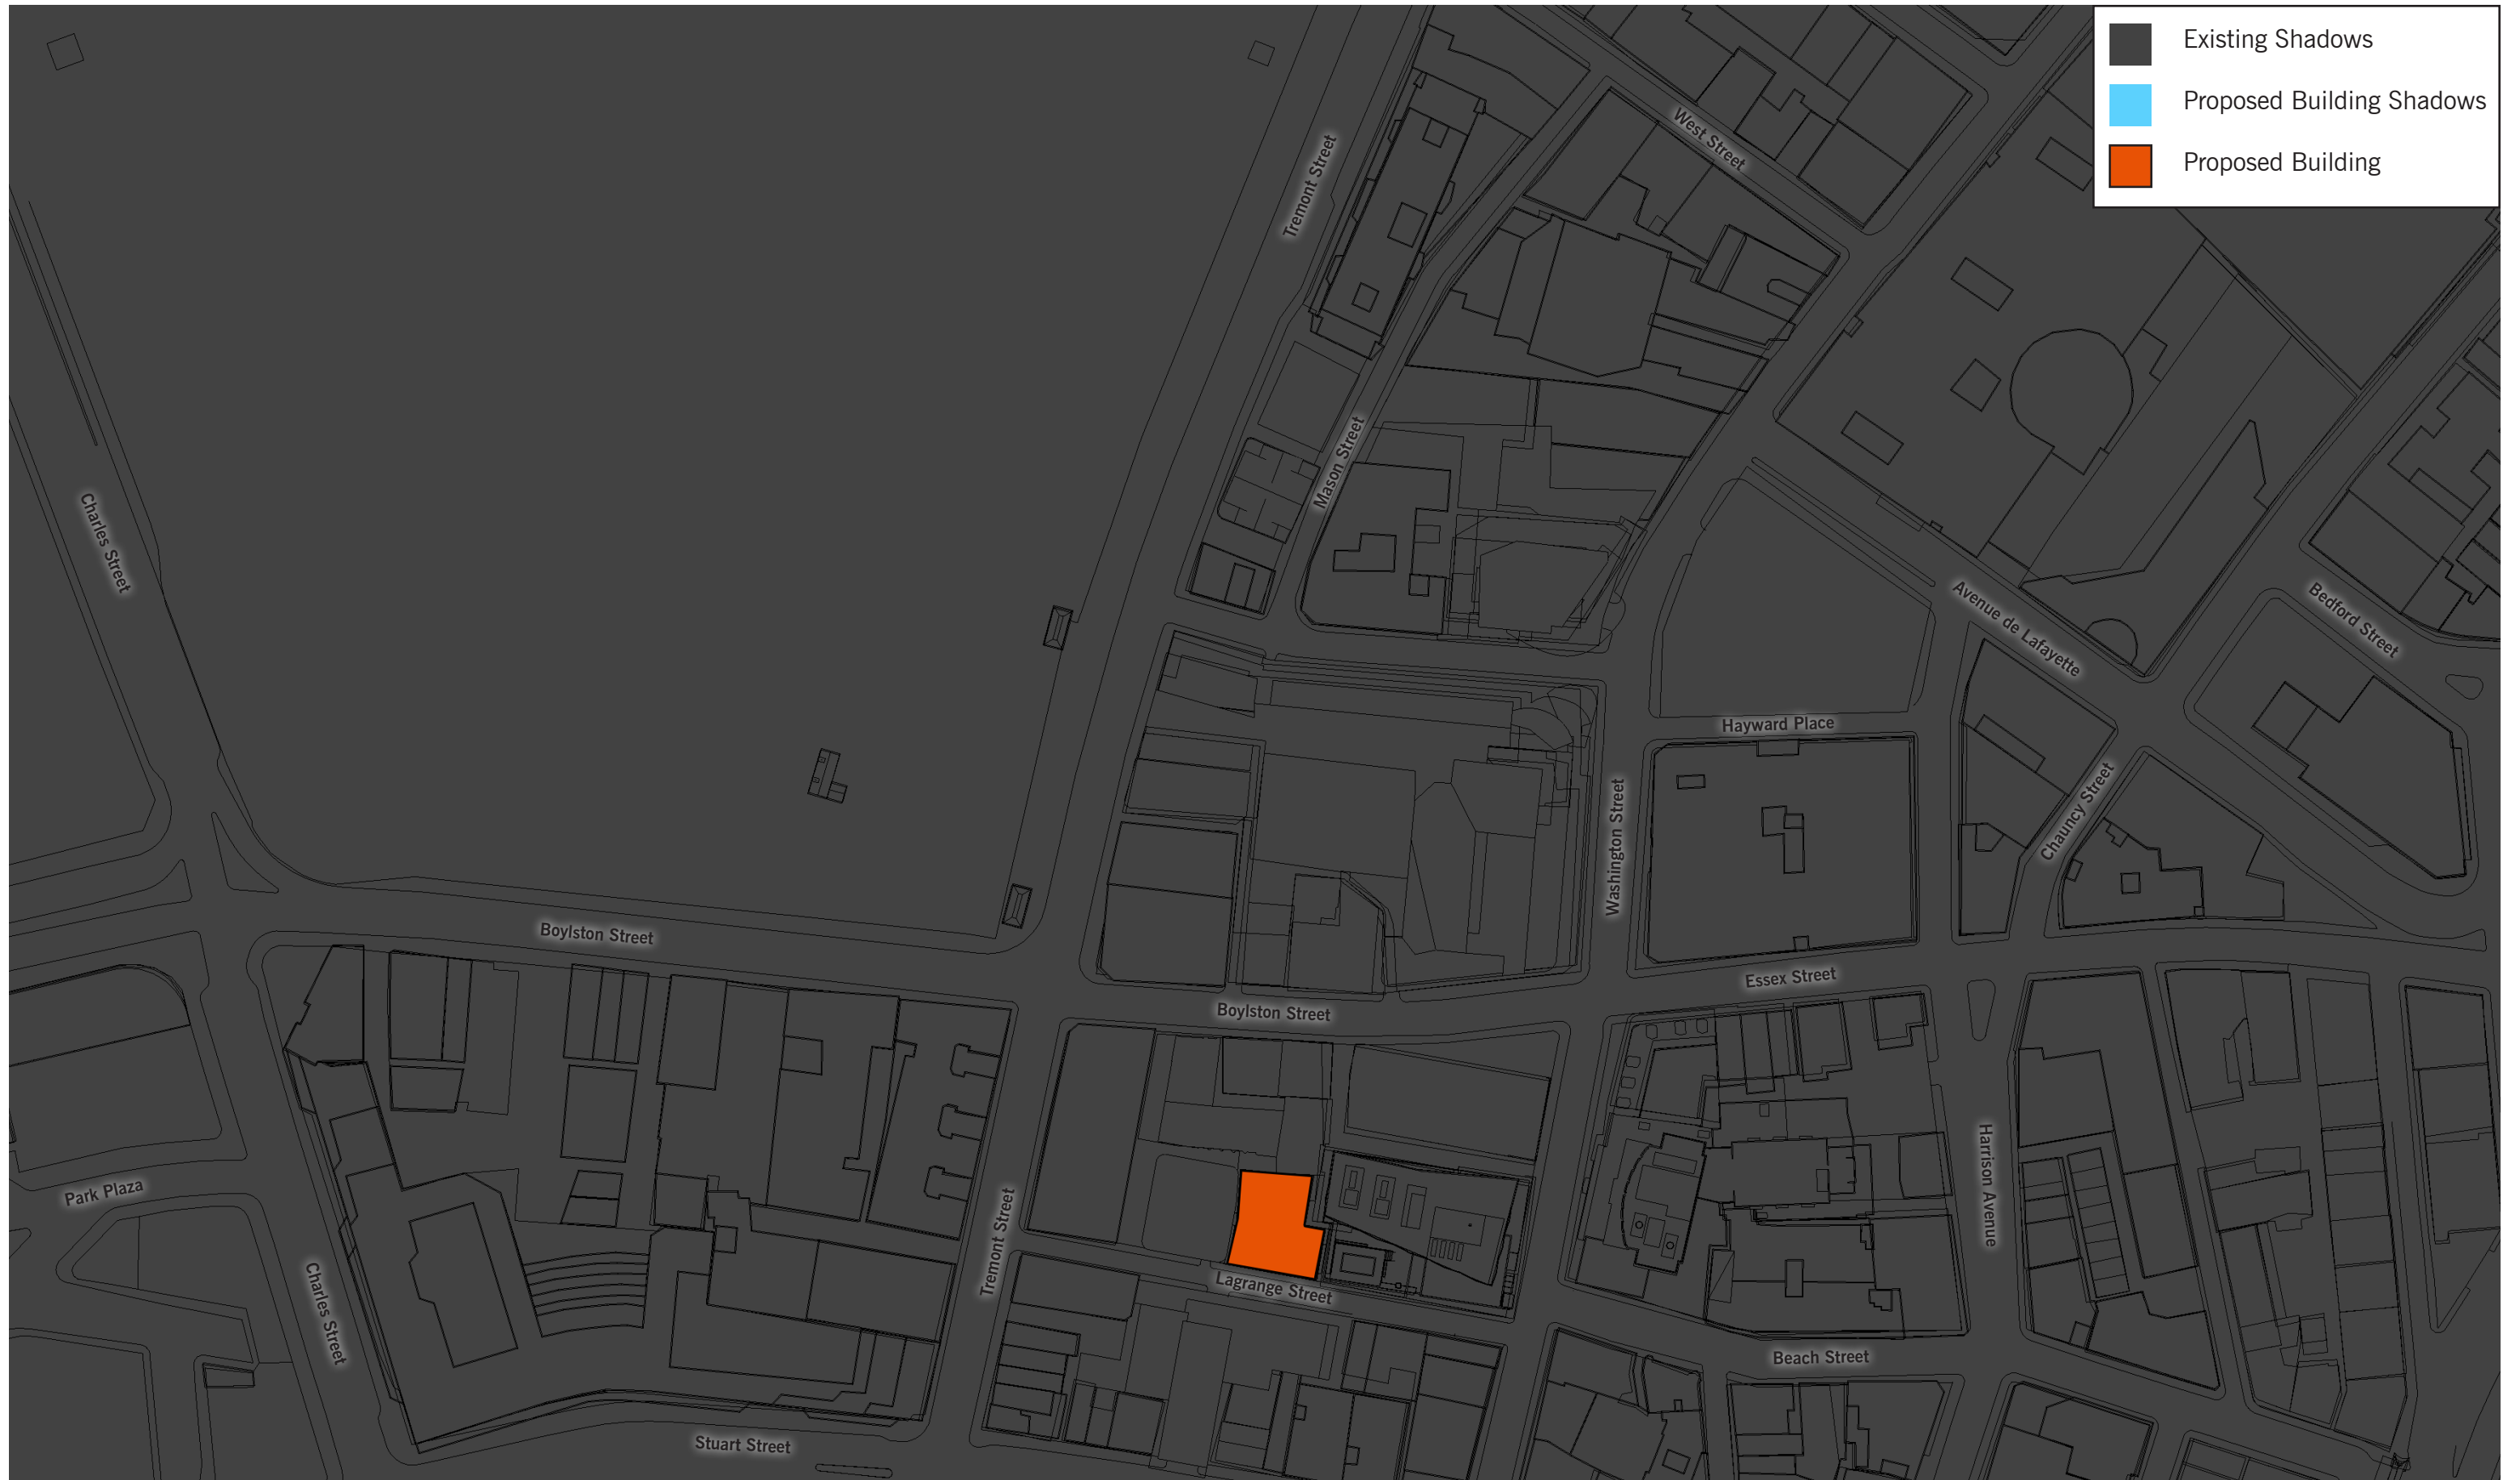 Existing Shadows
Proposed Building Shadows
Proposed Building
West Street
Tremont Street
Mason Street
Charles Street
Avenue de Lafayette
Bedford Street
Hayward Place
Chauncy Street
Washington Street
Boylston Street
Essex Street
Boylston Street
Harrison Avenue
Park Plaza
Tremont Street
Lagrange Street
Charles Street
Beach Street
Stuart Street